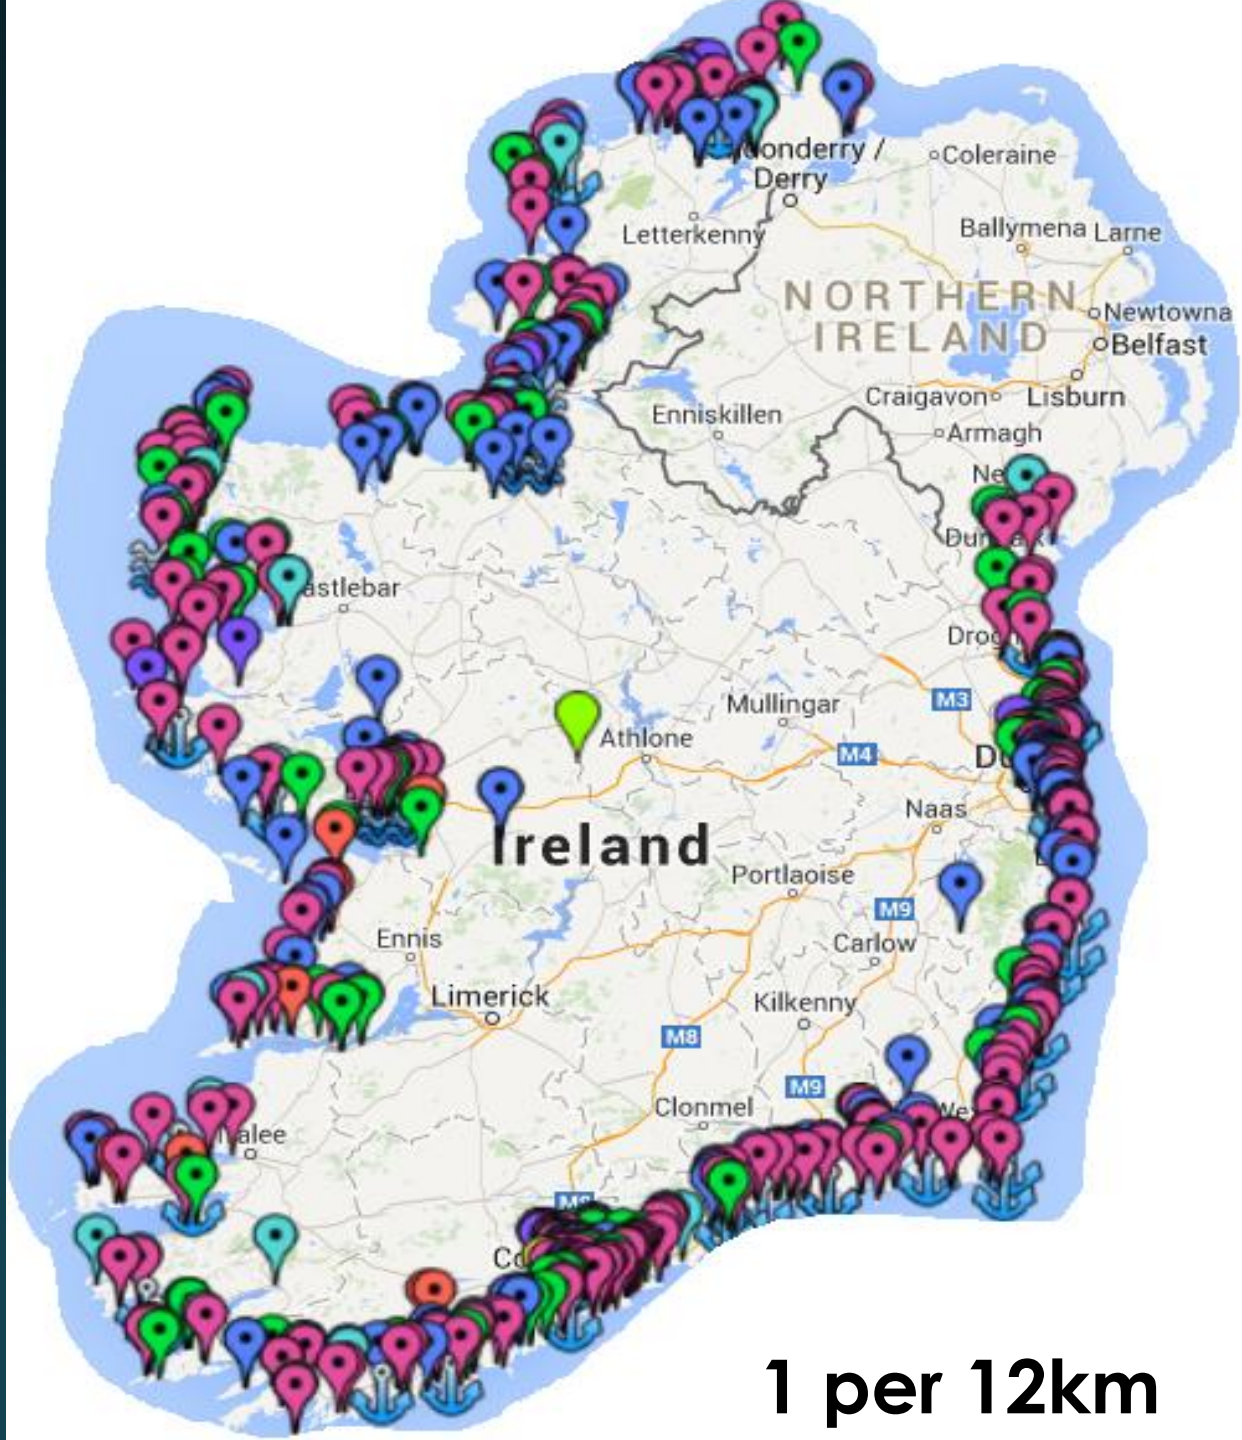 Derry
Coleraine
Letterkenny
Ballymena
Larne
NORTHERN
IRELAND
Newtowna
Belfast
Lisburn
Craigavon
Enniskillen
Armagh
M3
Mullingar
Athlone
M4
Naas
Ireland
Portlaoise
M9
Carlow
Ennis
Limerick
Kilkenny
M8
M9
Clonmel
1 per 12km